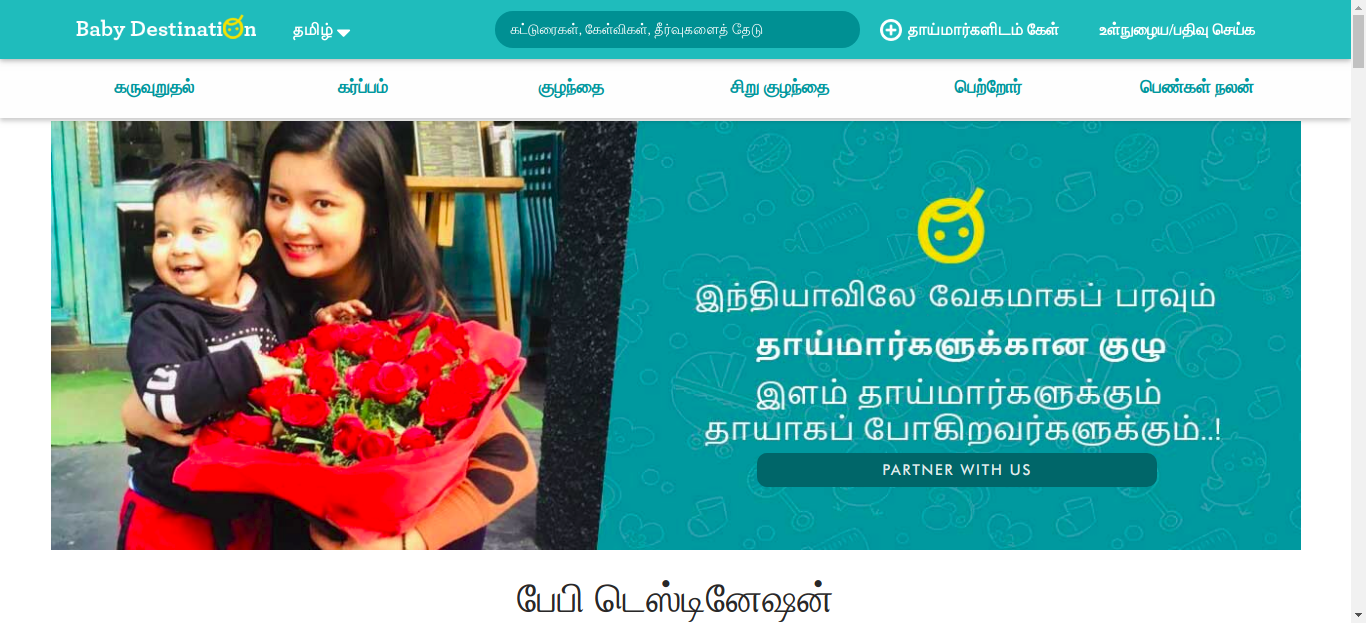 Baby Destination
தமிழ்
கட்டுரைகள், கேள்விகள், தீர்வுகளைத் தேடு
தாய்மார்களிடம் கேள்
உள்நுழைய/பதிவு செய்க
கருவுறுதல்
கர்ப்பம்
குழந்தை
சிறு குழந்தை
பெற்றோர்
பெண்கள் நலன்
இந்தியாவிலே வேகமாகப் பரவும்
தாய்மார்களுக்கான குழு
இளம் தாய்மார்களுக்கும்
தாயாகப் போகிறவர்களுக்கும்..!
PARTNER WITH US
பேபி டெஸ்டினேஷன்